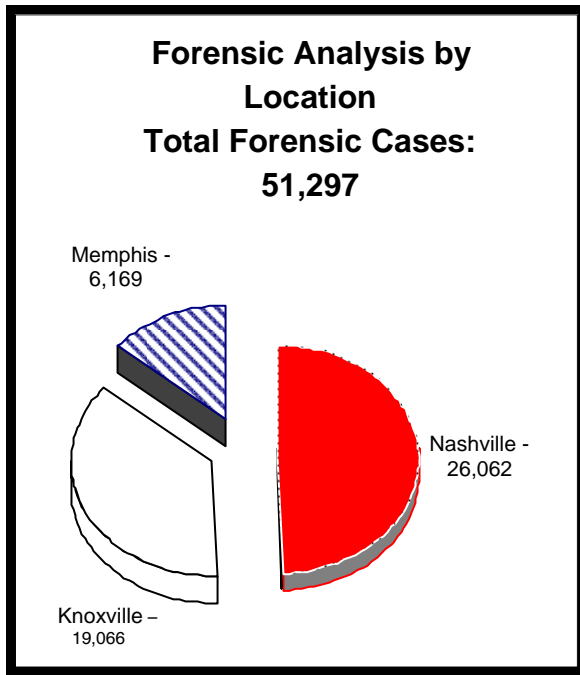 Forensic Analysis by
Location
Total Forensic Cases:
51,297
Memphis -
6,169
Nashville -
26,062
Knoxville –
19,066